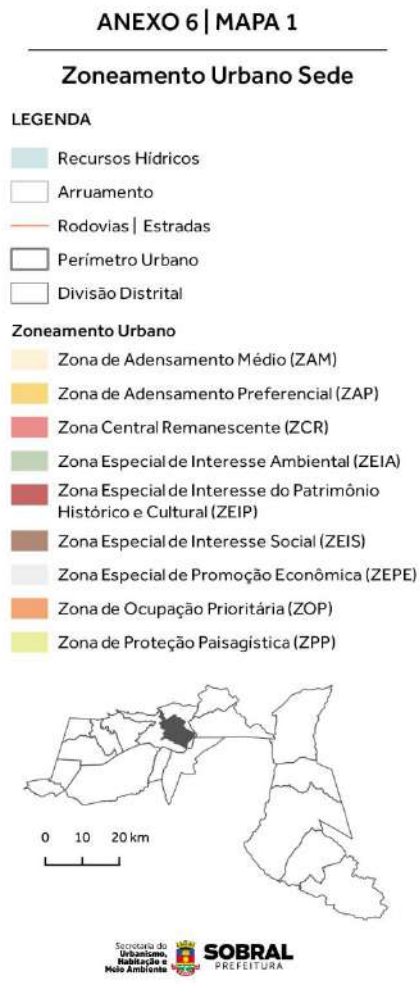 ANEXO 6 | MAPA 1
Zoneamento Urbano Sede
LEGENDA
Recursos Hídricos
Arruamento
Rodovias | Estradas
Perímetro Urbano
Divisão Distrital
Zoneamento Urbano
Zona de Adensamento Médio (ZAM)
Zona de Adensamento Preferencial (ZAP)
Zona Central Remanescente (ZCR)
Zona Especial de Interesse Ambiental (ZEIA)
Zona Especial de Interesse do Patrimônio
Histórico e Cultural (ZEIP)
Zona Especial de Interesse Social (ZEIS)
Zona Especial de Promoção Econômica (ZEPE)
Zona de Ocupação Prioritária (ZOP)
Zona de Proteção Paisagística (ZPP)
0 10 20 km
Secretaria do
Urbanismo,
Habitação e
Meio Ambiente
SOBRAL
PREFEITURA